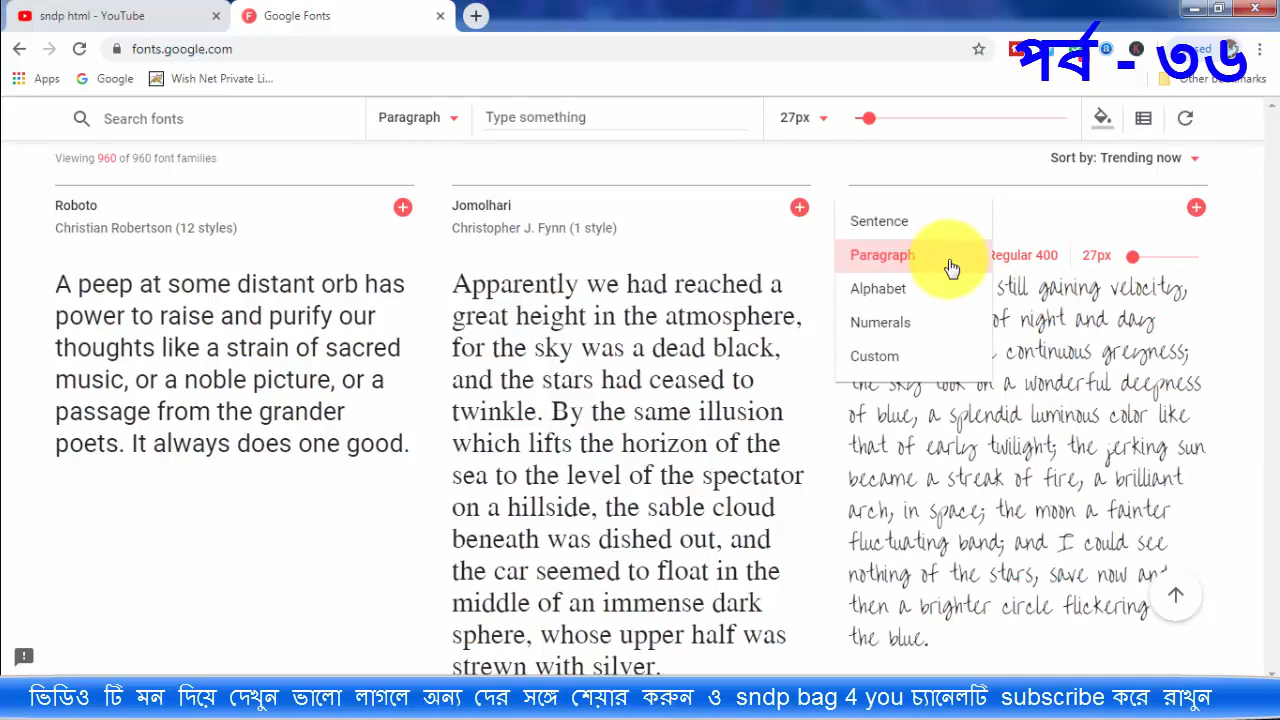 sndp html - YouTube
Google Fonts
fonts.google.com
পর্ব - ৩৬
Apps
Google
Wish Net Private Li...
Other bookmarks
Search fonts
Paragraph
Type something
27px
Viewing 960 of 960 font families
Sort by: Trending now
Roboto
Christian Robertson (12 styles)
A peep at some distant orb has
power to raise and purify our
thoughts like a strain of sacred
music, or a noble picture, or a
passage from the grander
poets. It always does one good.
Jomolhari
Christopher J. Fynn (1 style)
Apparently we had reached a
great height in the atmosphere,
for the sky was a dead black,
and the stars had ceased to
twinkle. By the same illusion
which lifts the horizon of the
sea to the level of the spectator
on a hillside, the sable cloud
beneath was dished out, and
the car seemed to float in the
middle of an immense dark
sphere, whose upper half was
strewn with silver.
Sentence
Paragraph
Alphabet
Numerals
Custom
Regular 400
27px
still gaining velocity,
of night and day
continuous greyness;
the sky took on a wonderful deepness
of blue, a splendid luminous color like
that of early twilight; the jerking sun
became a streak of fire, a brilliant
arch, in space; the moon a fainter
fluctuating band; and I could see
nothing of the stars, save now and
then a brighter circle flickering
the blue.
ভিডিও টি মন দিয়ে দেখুন ভালো লাগলে অন্য দের সঙ্গে শেয়ার করুন ও sndp bag 4 you চ্যানেলটি subscribe করে রাখুন